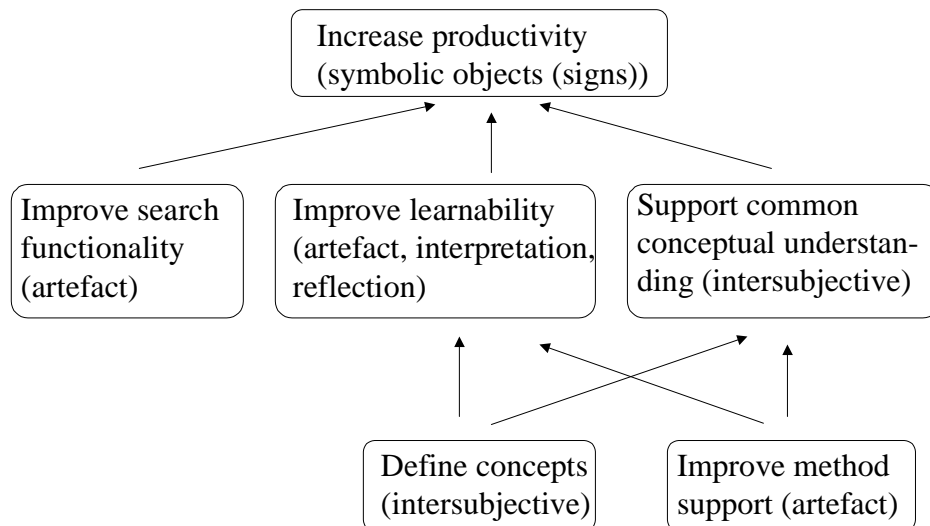 Increase productivity
(symbolic objects (signs))
Improve search
functionality
(artefact)
Improve learnability
(artefact, interpretation,
reflection)
Support common
conceptual understan-
ding (intersubjective)
Define concepts
(intersubjective)
Improve method
support (artefact)